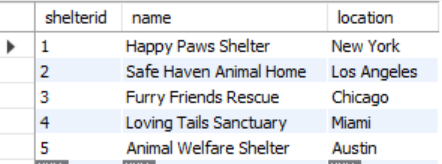 shelterid name location
1 Happy Paws Shelter New York
2 Safe Haven Animal Home Los Angeles
3 Furry Friends Rescue Chicago
4 Loving Tails Sanctuary Miami
5 Animal Welfare Shelter Austin